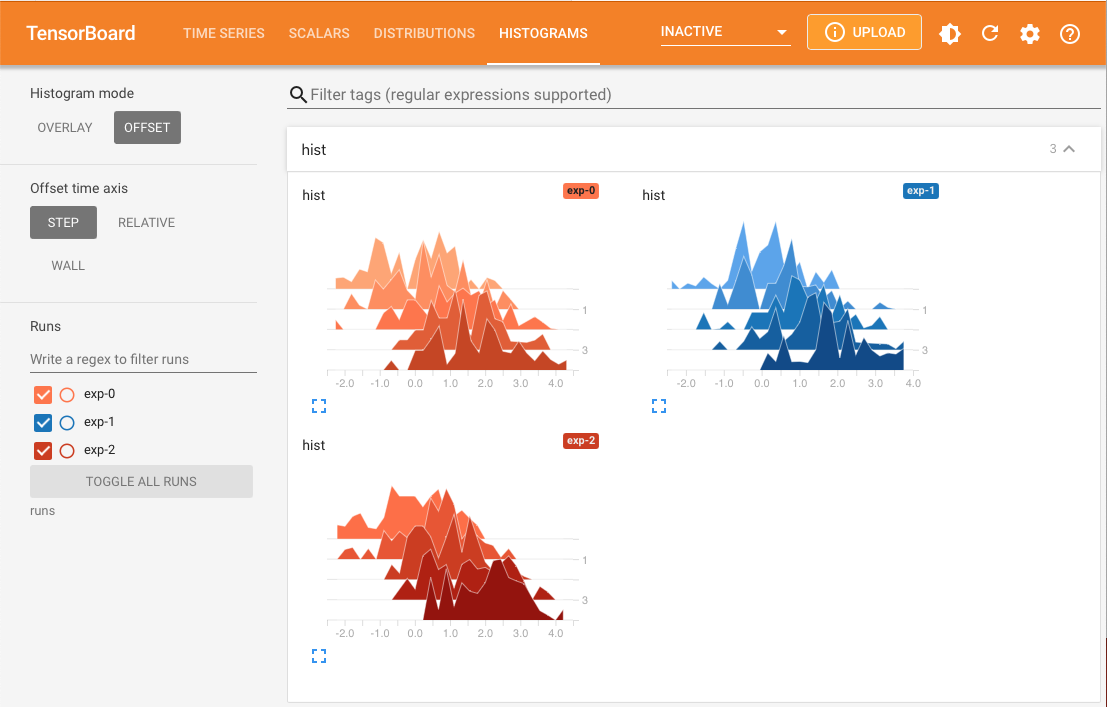 TensorBoard
TIME SERIES
SCALARS
DISTRIBUTIONS
HISTOGRAMS
INACTIVE
UPLOAD
Histogram mode
OVERLAY
OFFSET
Offset time axis
STEP
RELATIVE
WALL
Runs
Write a regex to filter runs
exp-0
exp-1
exp-2
TOGGLE ALL RUNS
runs
Filter tags (regular expressions supported)
hist
3
hist
exp-0
1
3
-2.0 -1.0 0.0 1.0 2.0 3.0 4.0
hist
exp-1
1
3
-2.0 -1.0 0.0 1.0 2.0 3.0 4.0
hist
exp-2
1
3
-2.0 -1.0 0.0 1.0 2.0 3.0 4.0